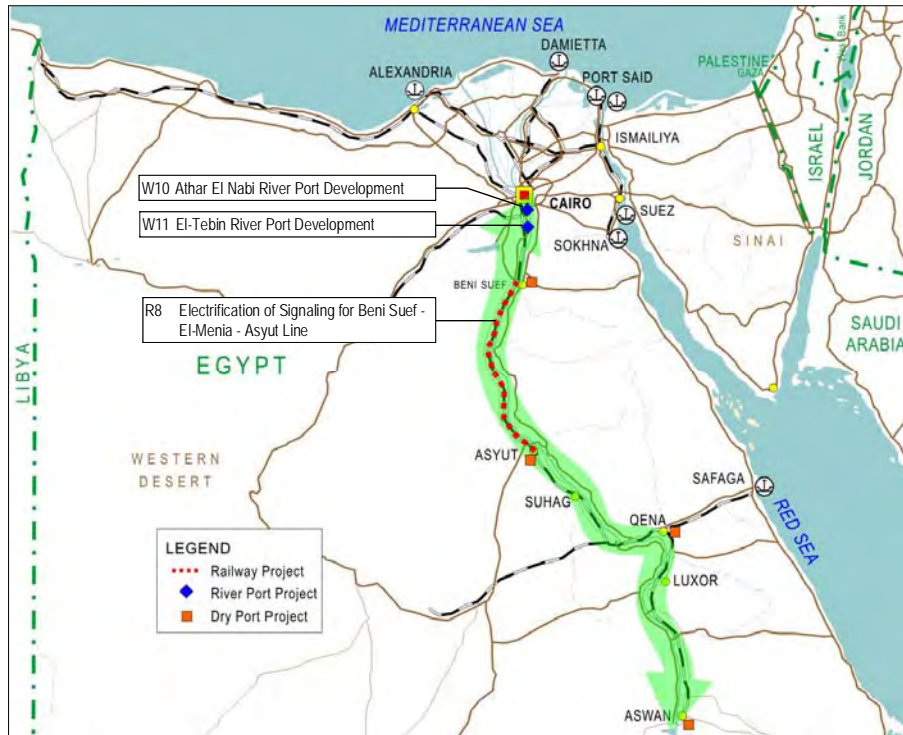 MEDITERRANEAN SEA
DAMIETTA
ALEXANDRIA
PORT SAID
PALESTINE
GAZA
West Bank
ISRAEL
JORDAN
ISMAILIYA
W10 Athar El Nabi River Port Development
CAIRO
SUEZ
W11 El-Tebin River Port Development
SOKHNA
SINAI
BENI SUEF
R8 Electrification of Signaling for Beni Suef -
El-Menia - Asyut Line
SAUDI
ARABIA
LIBYA
EGYPT
WESTERN
DESERT
ASYUT
SUHAG
SAFAGA
QENA
RED SEA
LUXOR
LEGEND
Railway Project
River Port Project
Dry Port Project
ASWAN